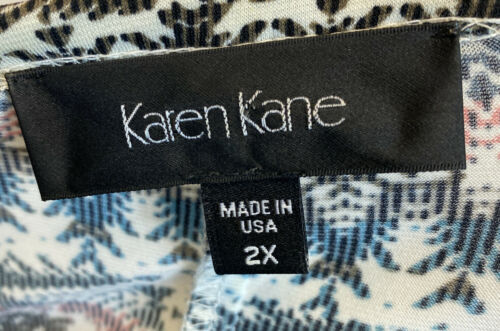 Karen Kane
MADE IN
USA
2X